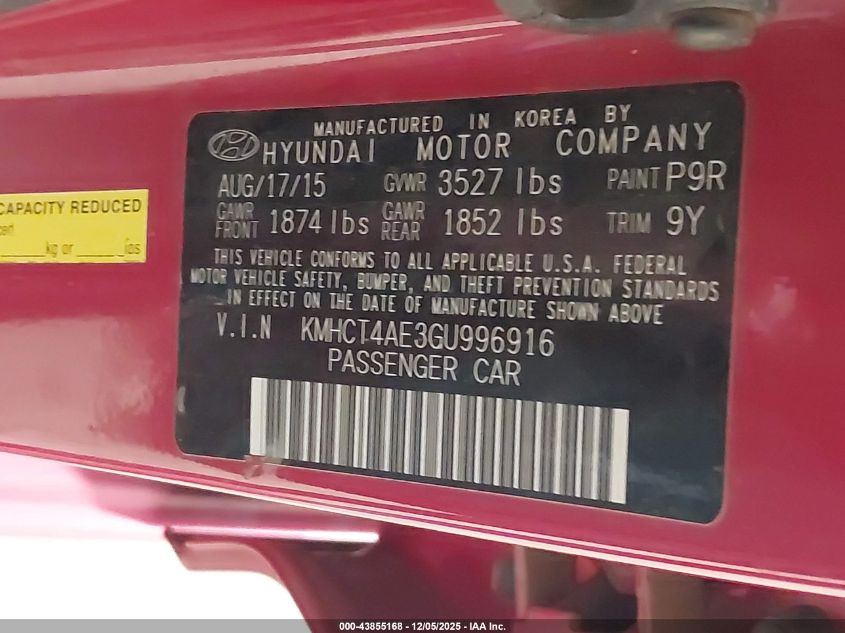 MANUFACTURED IN KOREA BY
HYUNDAI MOTOR COMPANY
AUG/17/15 GVWR 3527 lbs PAINT P9R
GAWR FRONT 1874 lbs GAWR REAR 1852 lbs TRIM 9Y
THIS VEHICLE CONFORMS TO ALL APPLICABLE U.S.A. FEDERAL
MOTOR VEHICLE SAFETY, BUMPER, AND THEFT PREVENTION STANDARDS
IN EFFECT ON THE DATE OF MANUFACTURE SHOWN ABOVE
V.I.N KMHCT4AE3GU996916
PASSENGER CAR
CAPACITY REDUCED
kg or
000-43855168 - 12/05/2025 - IAA Inc.